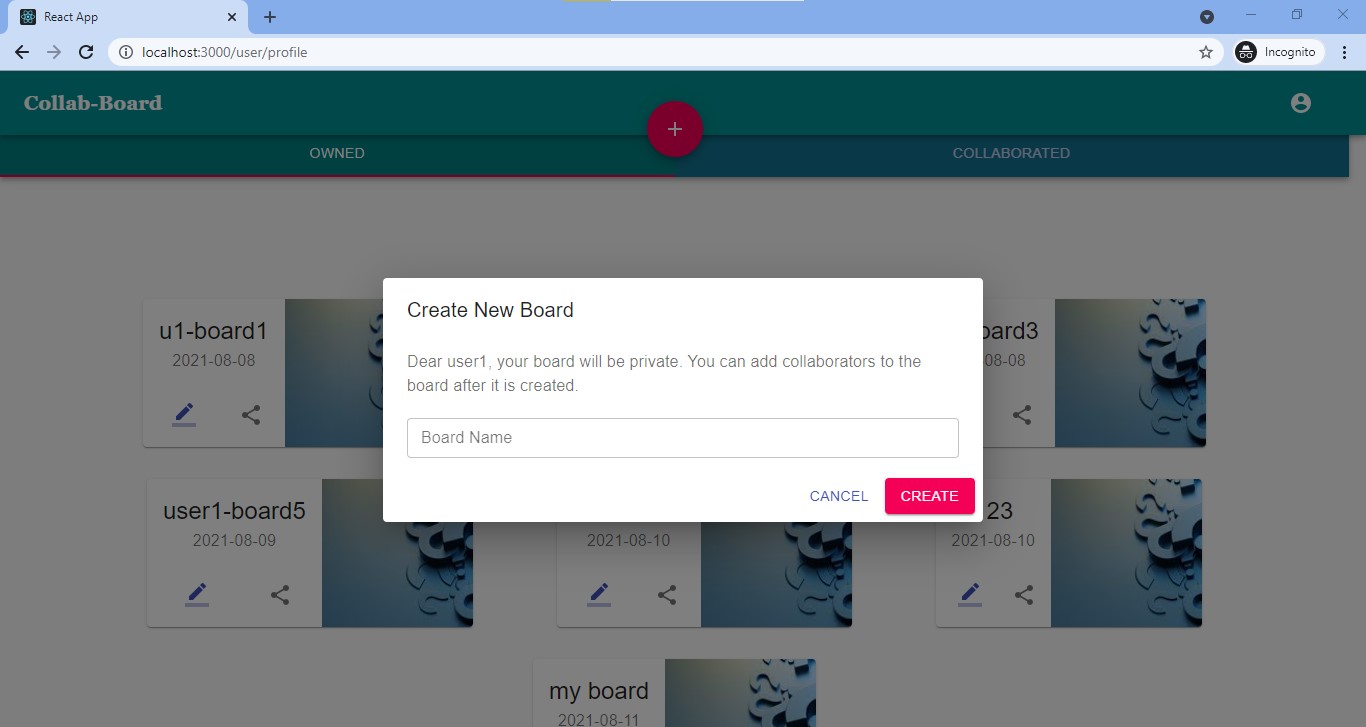 React App
localhost:3000/user/profile
Incognito
Collab-Board
+
OWNED
COLLABORATED
Create New Board
Dear user1, your board will be private. You can add collaborators to the
board after it is created.
Board Name
CANCEL
CREATE
u1-board1
2021-08-08
user1-board5
2021-08-09
2021-08-10
23
2021-08-10
my board
2021-08-11